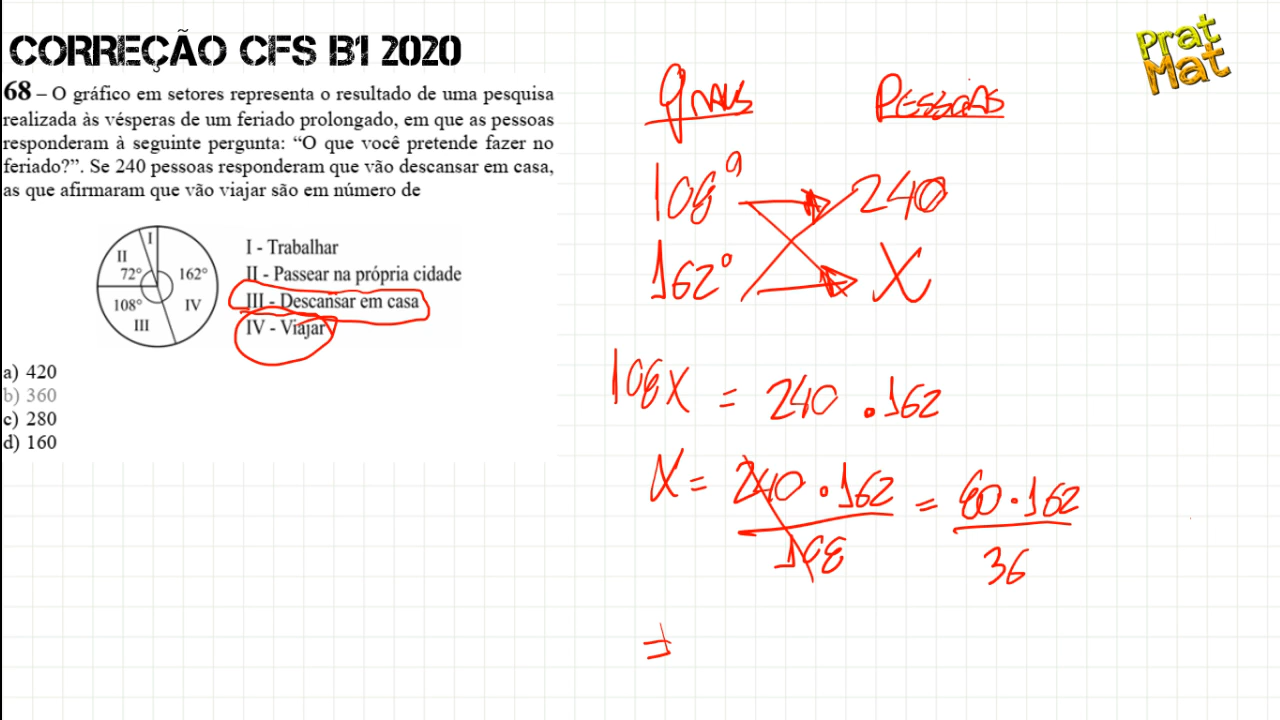 CORREÇÃO CFS B1 2020
Prat
Mat
68 – O gráfico em setores representa o resultado de uma pesquisa
realizada às vésperas de um feriado prolongado, em que as pessoas
responderam à seguinte pergunta: “O que você pretende fazer no
feriado?”. Se 240 pessoas responderam que vão descansar em casa,
as que afirmaram que vão viajar são em número de
I
II
72°
162°
108°
IV
III
I - Trabalhar
II - Passear na própria cidade
III - Descansar em casa
IV - Viajar
a) 420
b) 360
c) 280
d) 160
GRAUS PESSOAS
108° 240
162° X
108X = 240 . 162
X = 240 . 162 / 108 = 80 . 162 / 36
=